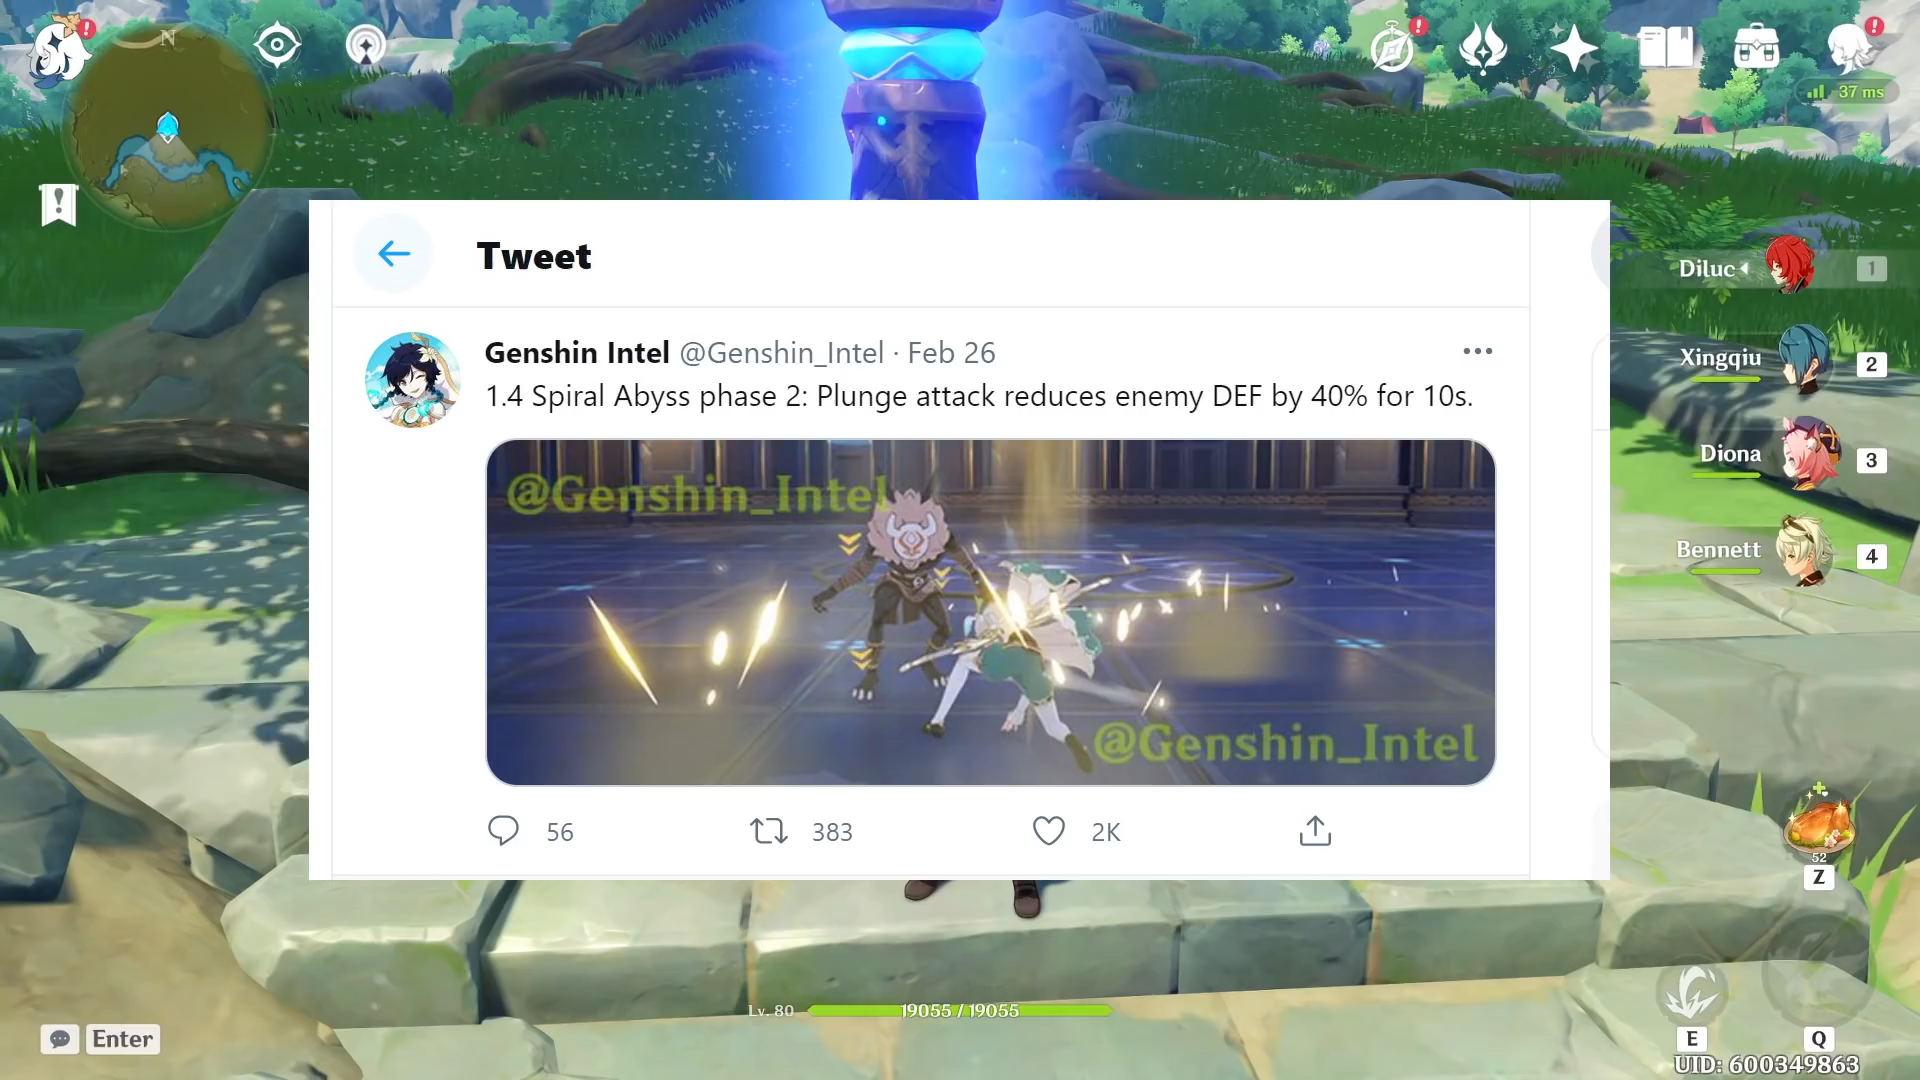 N
37 ms
Tweet
Genshin Intel @Genshin_Intel · Feb 26
1.4 Spiral Abyss phase 2: Plunge attack reduces enemy DEF by 40% for 10s.
@Genshin_Intel
@Genshin_Intel
56 383 2K
Diluc 1
Xingqiu 2
Diona 3
Bennett 4
52
Z
Lv. 80 19055 / 19055
Enter
E Q
UID: 600349863